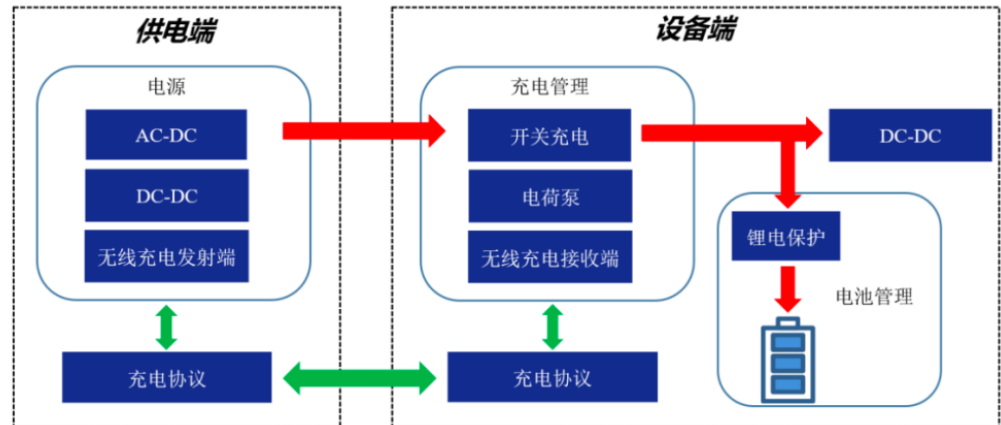 供电端
设备端
电源
AC-DC
DC-DC
无线充电发射端
充电协议
充电管理
开关充电
电荷泵
无线充电接收端
充电协议
DC-DC
锂电保护
电池管理